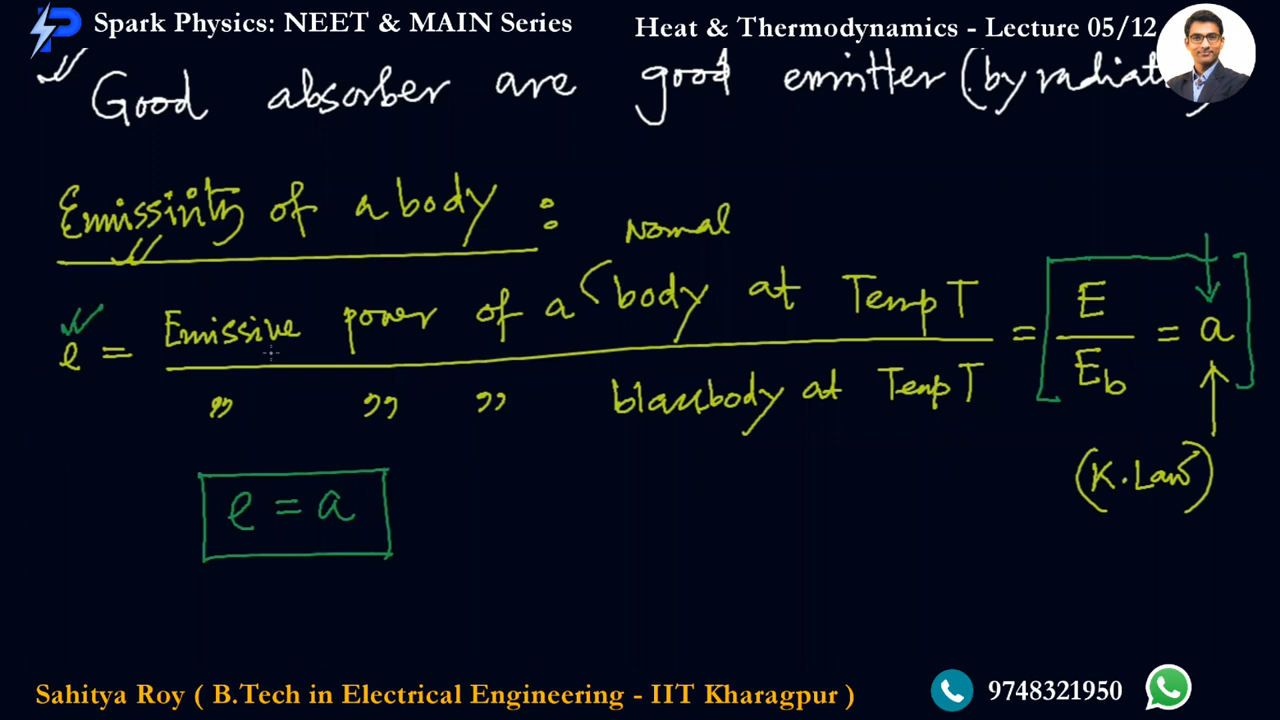 Spark Physics: NEET & MAIN Series
Heat & Thermodynamics - Lecture 05/12
Good absorber are good emitter (by radiat
Emissivity of a body :
Normal
e = Emissive power of a body at Temp T = E = a
" " " blackbody at Temp T E_b
(K. Law)
e = a
Sahitya Roy ( B.Tech in Electrical Engineering - IIT Kharagpur )
9748321950